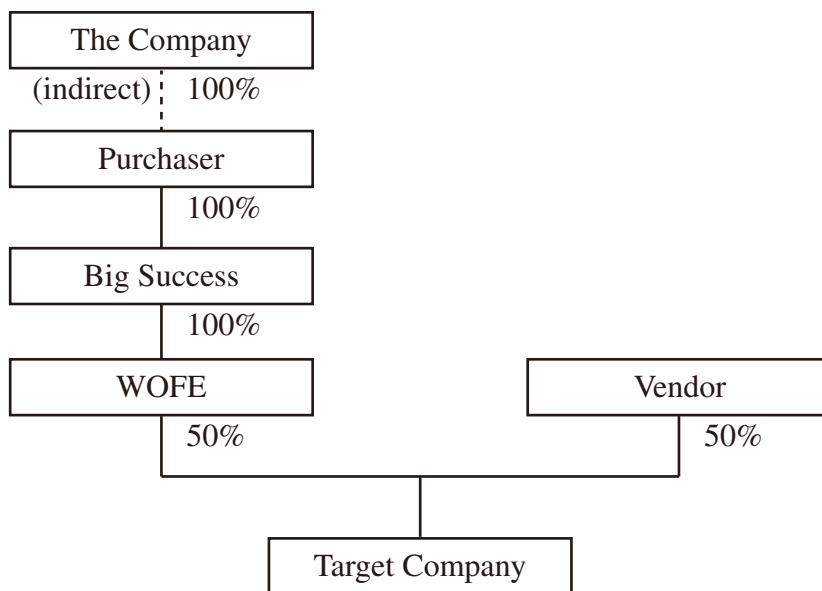 The Company
(indirect) 100%
Purchaser
100%
Big Success
100%
WOFE Vendor
50% 50%
Target Company